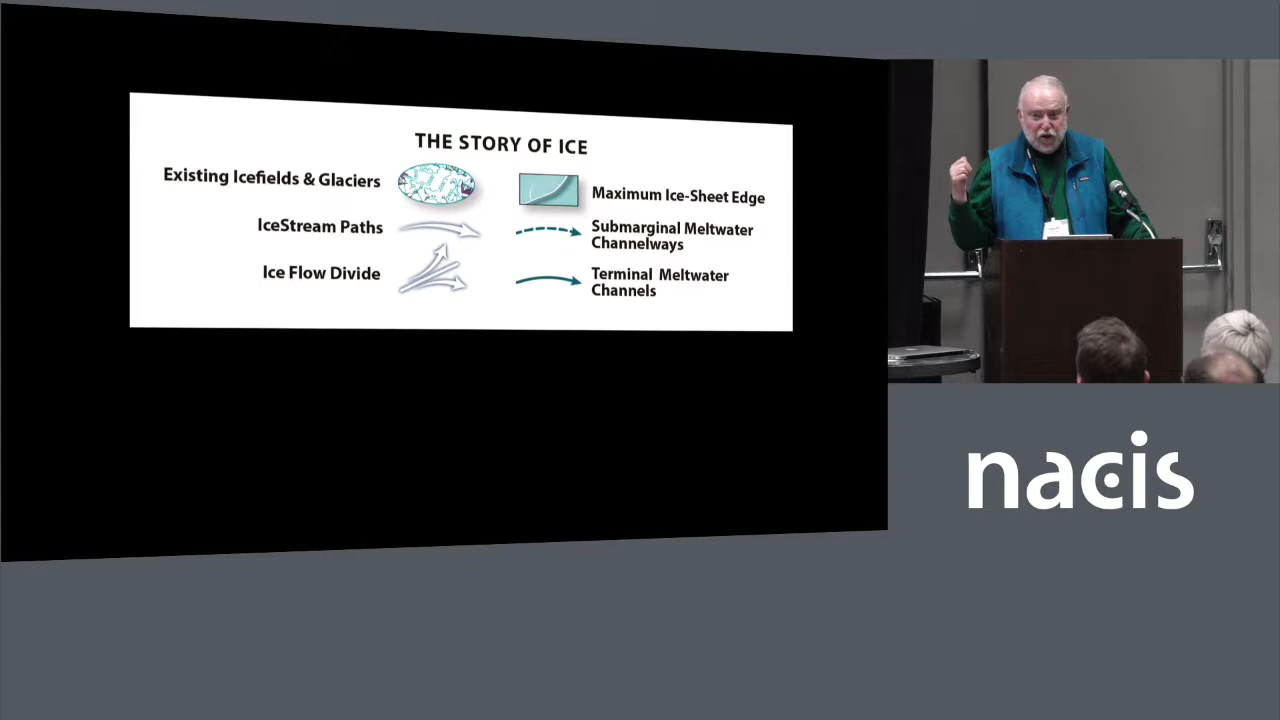 THE STORY OF ICE
Existing Icefields & Glaciers
IceStream Paths
Ice Flow Divide
Maximum Ice-Sheet Edge
Submarginal Meltwater
Channelways
Terminal Meltwater
Channels
nacis